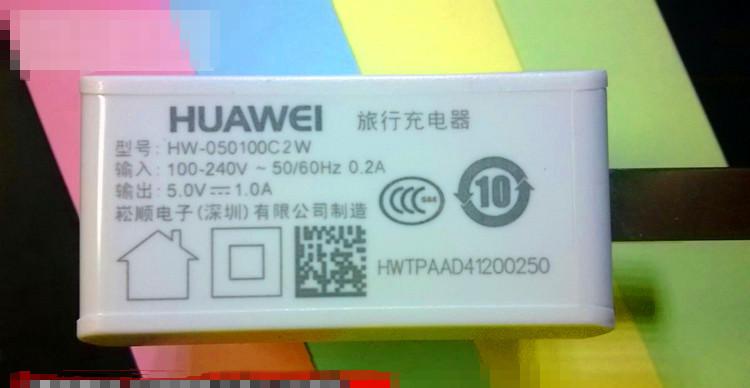 HUAWEI 旅行充电器
型号: HW-050100C2W
输入: 100-240V ~ 50/60Hz 0.2A
输出: 5.0V⎓1.0A
崧顺电子(深圳)有限公司制造
10
HWTPAAD41200250